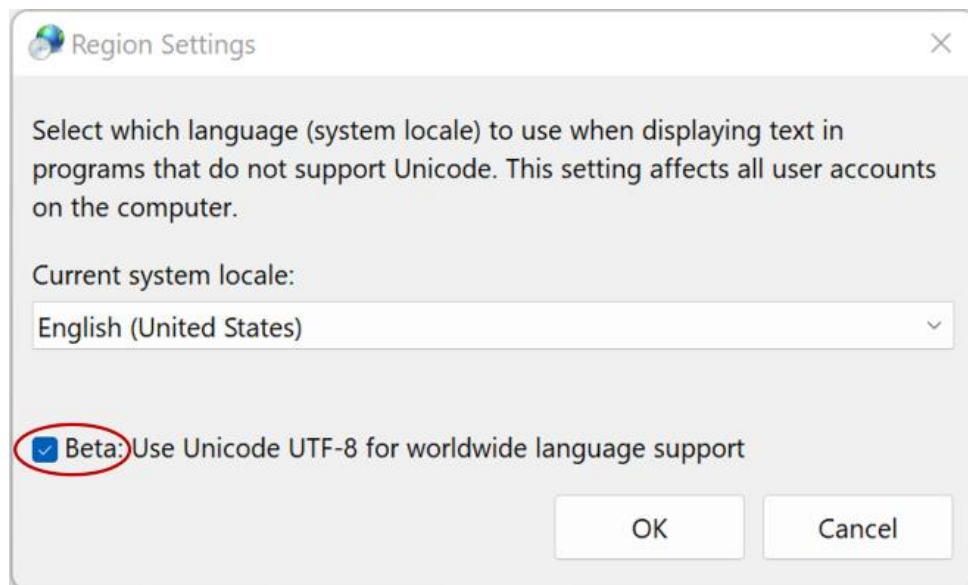 Region Settings
Select which language (system locale) to use when displaying text in
programs that do not support Unicode. This setting affects all user accounts
on the computer.
Current system locale:
English (United States)
Beta: Use Unicode UTF-8 for worldwide language support
OK
Cancel